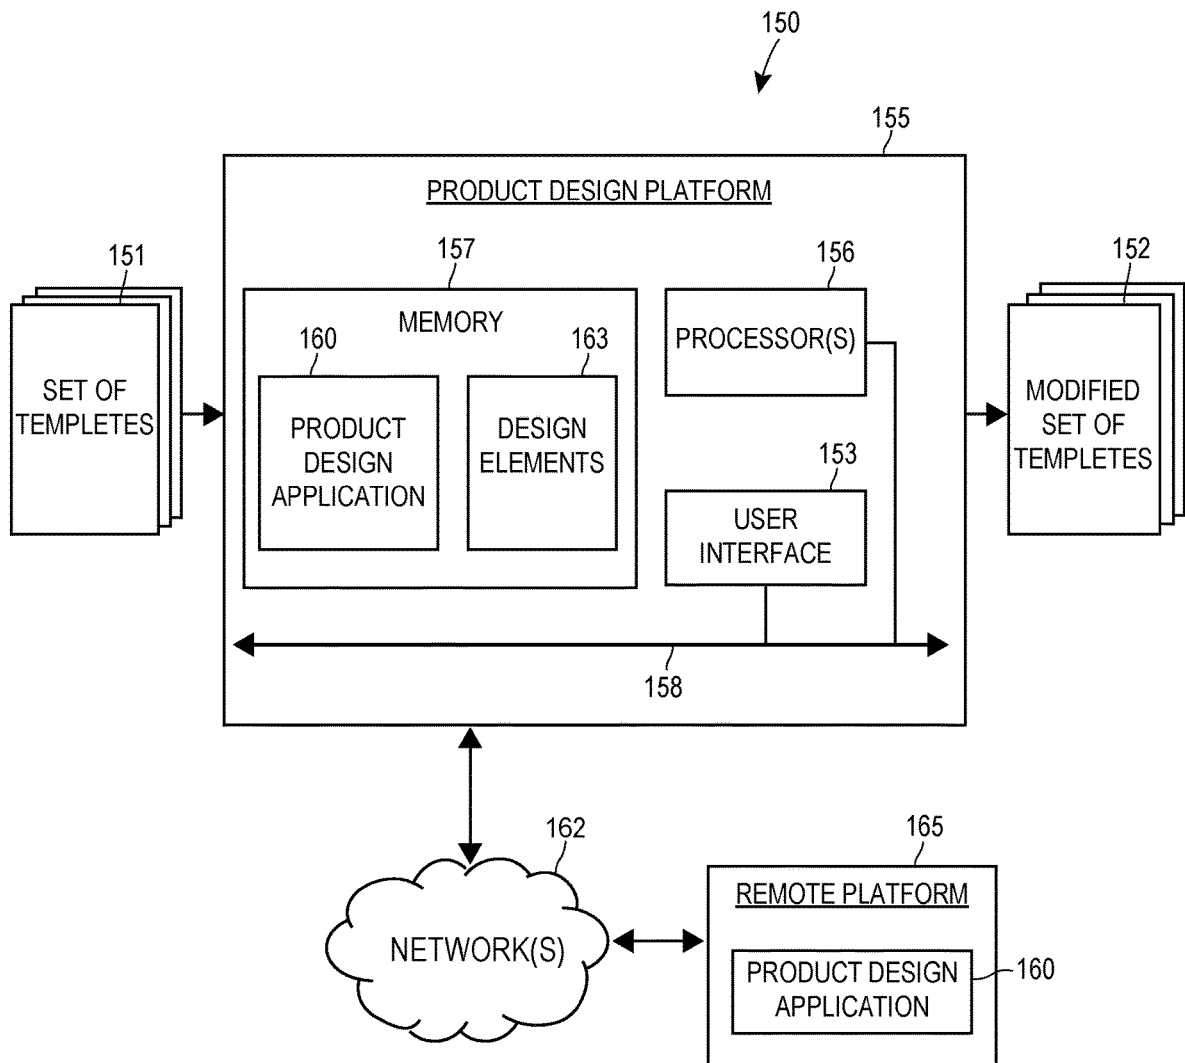 150
155
PRODUCT DESIGN PLATFORM
151
157
156
152
MEMORY
PROCESSOR(S)
160
163
SET OF
TEMPLETES
PRODUCT
DESIGN
APPLICATION
DESIGN
ELEMENTS
MODIFIED
SET OF
TEMPLETES
153
USER
INTERFACE
158
162
165
NETWORK(S)
REMOTE PLATFORM
PRODUCT DESIGN
APPLICATION
160